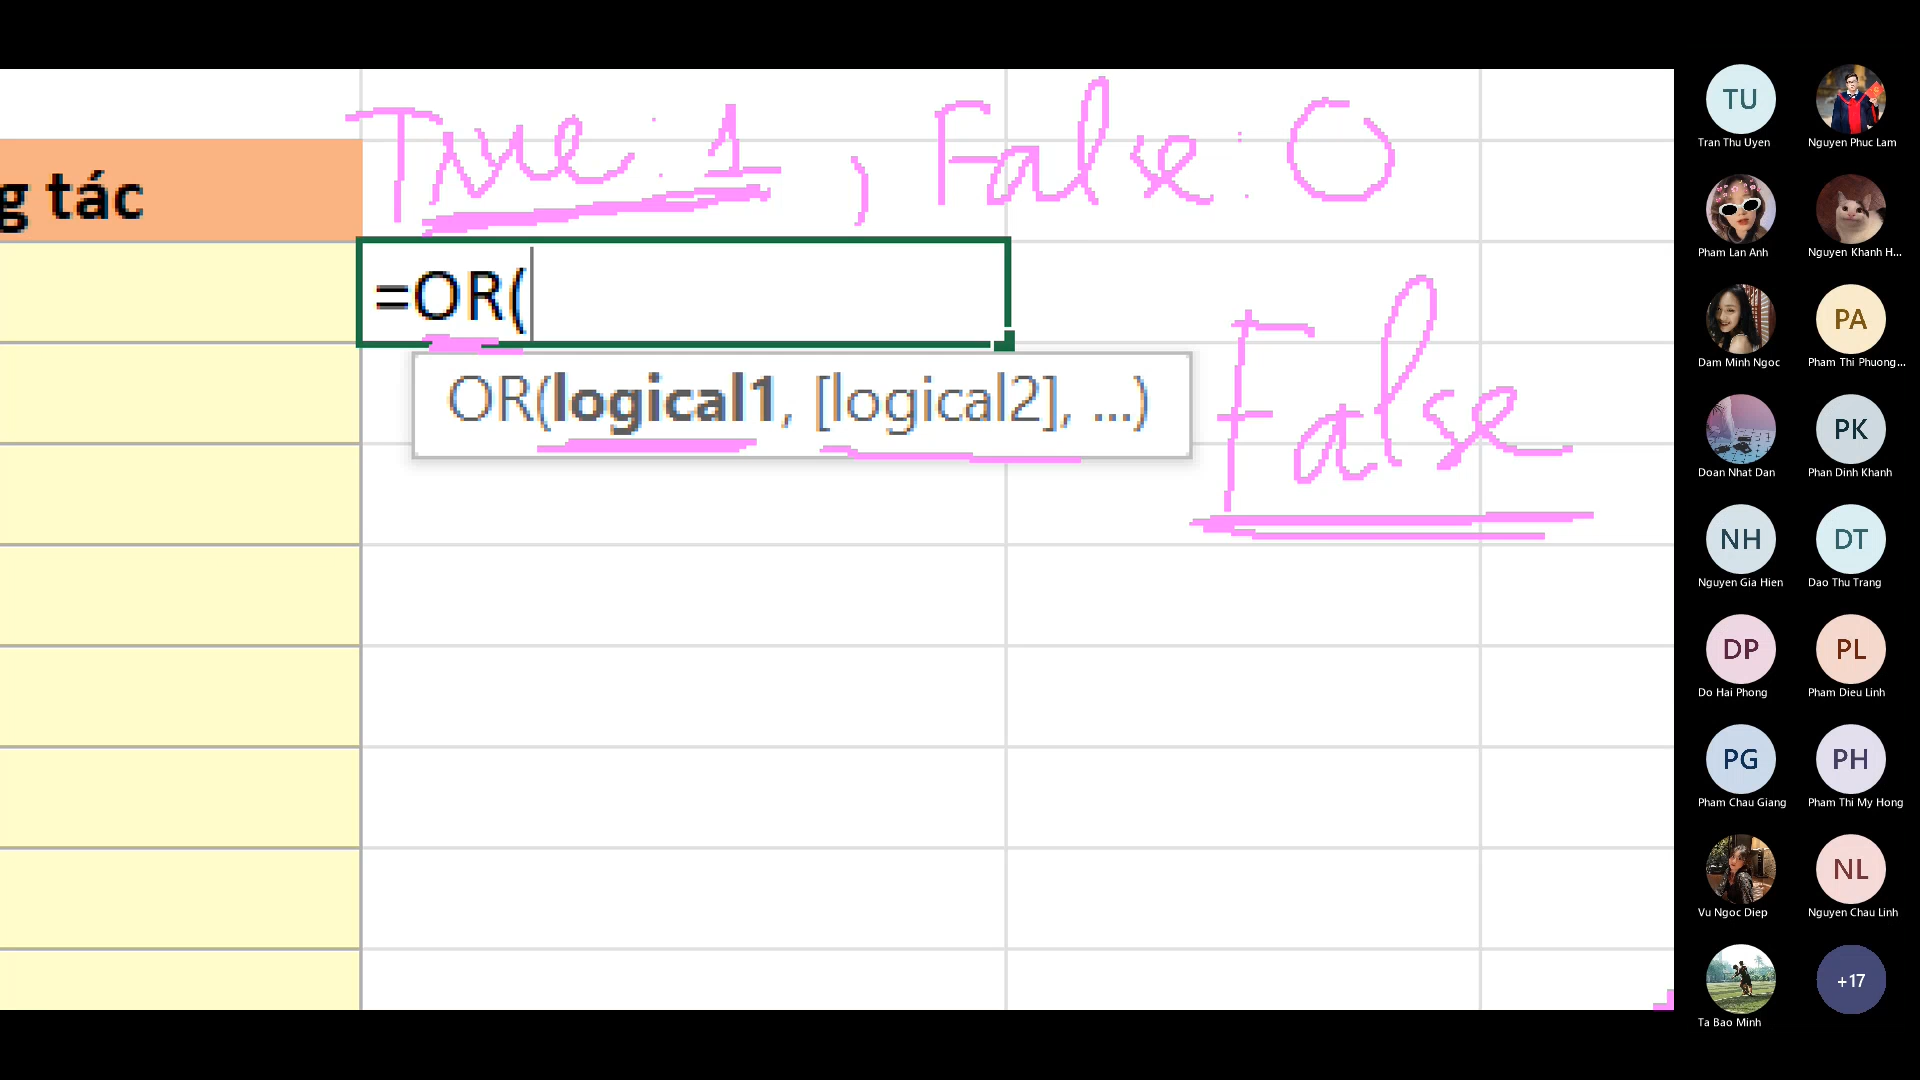 True : 1 , False : 0
g tác
=OR(
OR(logical1, [logical2], ...)
False
TU
Tran Thu Uyen
Nguyen Phuc Lam
Pham Lan Anh
Nguyen Khanh H...
Dam Minh Ngoc
PA
Pham Thi Phuong...
Doan Nhat Dan
PK
Phan Dinh Khanh
NH
Nguyen Gia Hien
DT
Dao Thu Trang
DP
Do Hai Phong
PL
Pham Dieu Linh
PG
Pham Chau Giang
PH
Pham Thi My Hong
Vu Ngoc Diep
NL
Nguyen Chau Linh
Ta Bao Minh
+17